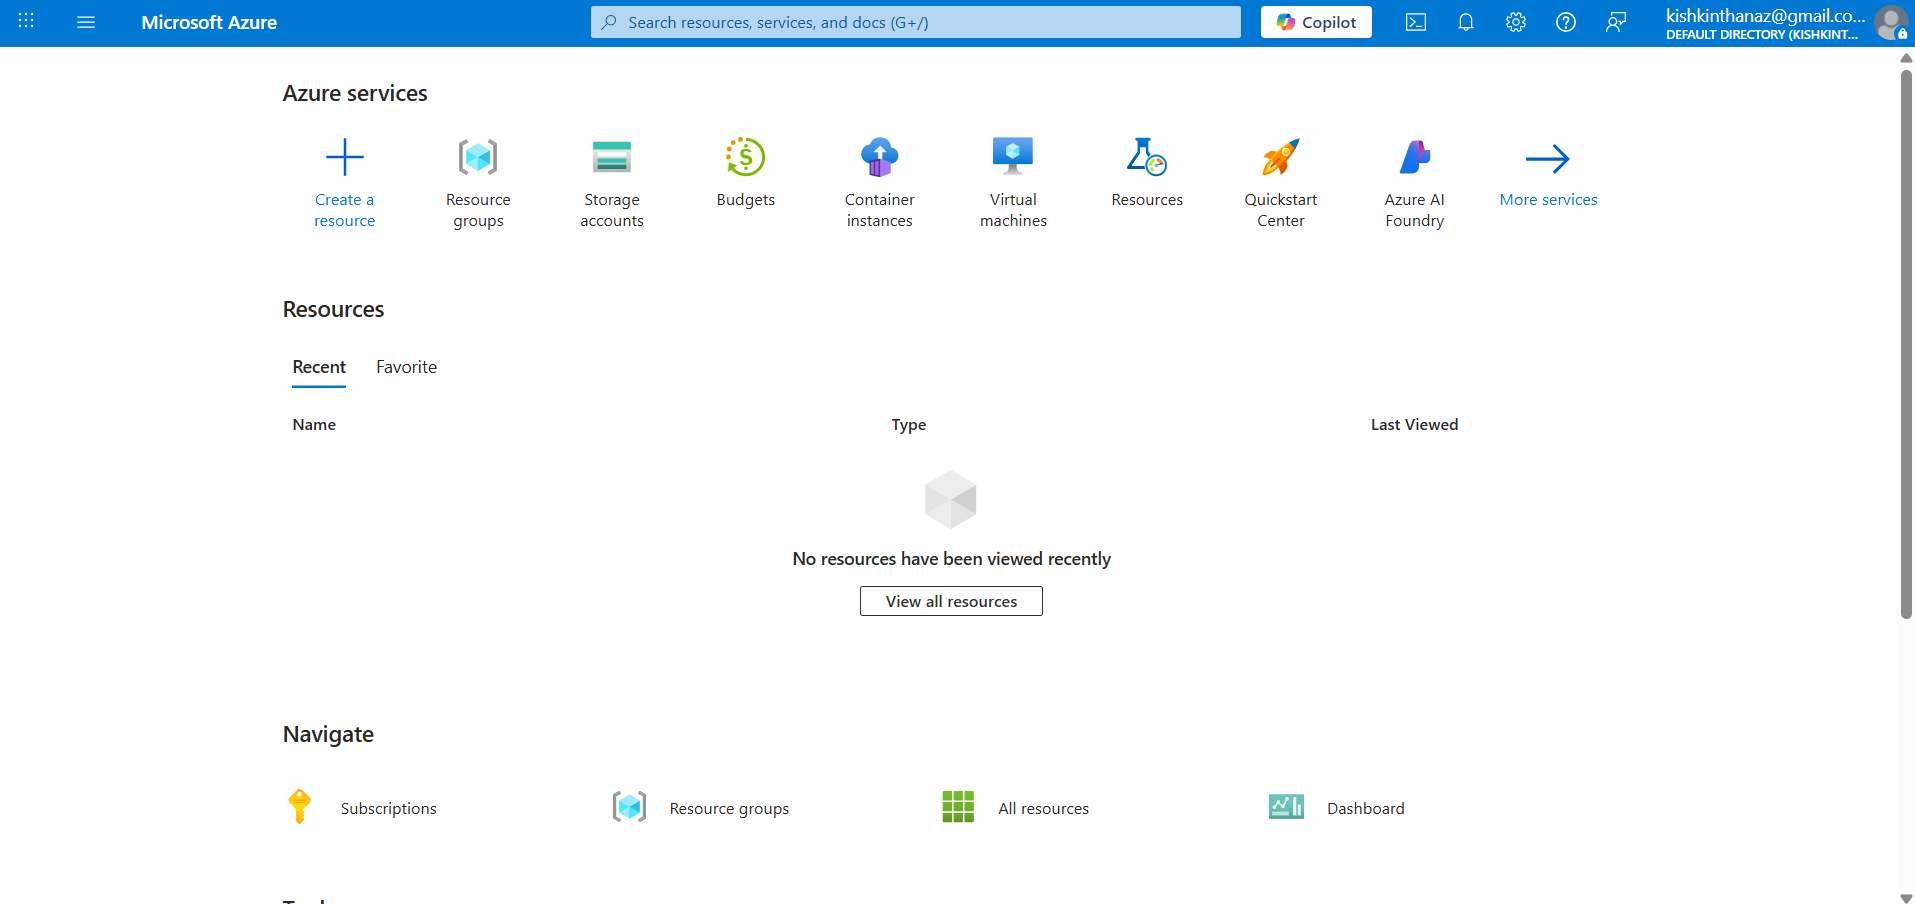 Microsoft Azure
Search resources, services, and docs (G+/)
Copilot
kishkinthanaz@gmail.co...
DEFAULT DIRECTORY (KISHKINT...
Azure services
Create a
resource
Resource
groups
Storage
accounts
Budgets
Container
instances
Virtual
machines
Resources
Quickstart
Center
Azure AI
Foundry
More services
Resources
Recent
Favorite
Name
Type
Last Viewed
No resources have been viewed recently
View all resources
Navigate
Subscriptions
Resource groups
All resources
Dashboard